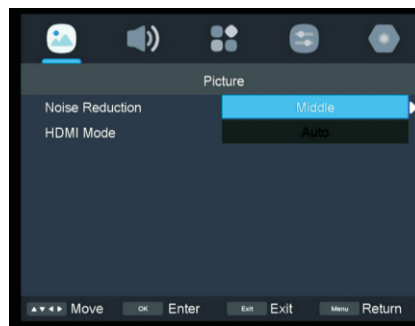 Picture
Noise Reduction Middle
HDMI Mode Auto
Move OK Enter Exit Exit Menu Return